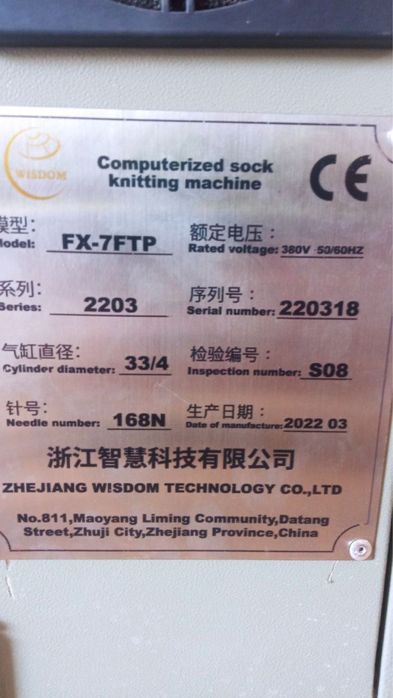 WISDOM
Computerized sock
knitting machine
CE
模型:
Model: FX-7FTP
额定电压:
Rated voltage: 380V 50/60HZ
系列:
Series: 2203
序列号:
Serial number: 220318
气缸直径:
Cylinder diameter: 33/4
检验编号:
Inspection number: S08
针号:
Needle number: 168N
生产日期:
Date of manufacture: 2022 03
浙江智慧科技有限公司
ZHEJIANG WISDOM TECHNOLOGY CO.,LTD
No.811,Maoyang Liming Community,Datang
Street,Zhuji City,Zhejiang Province,China